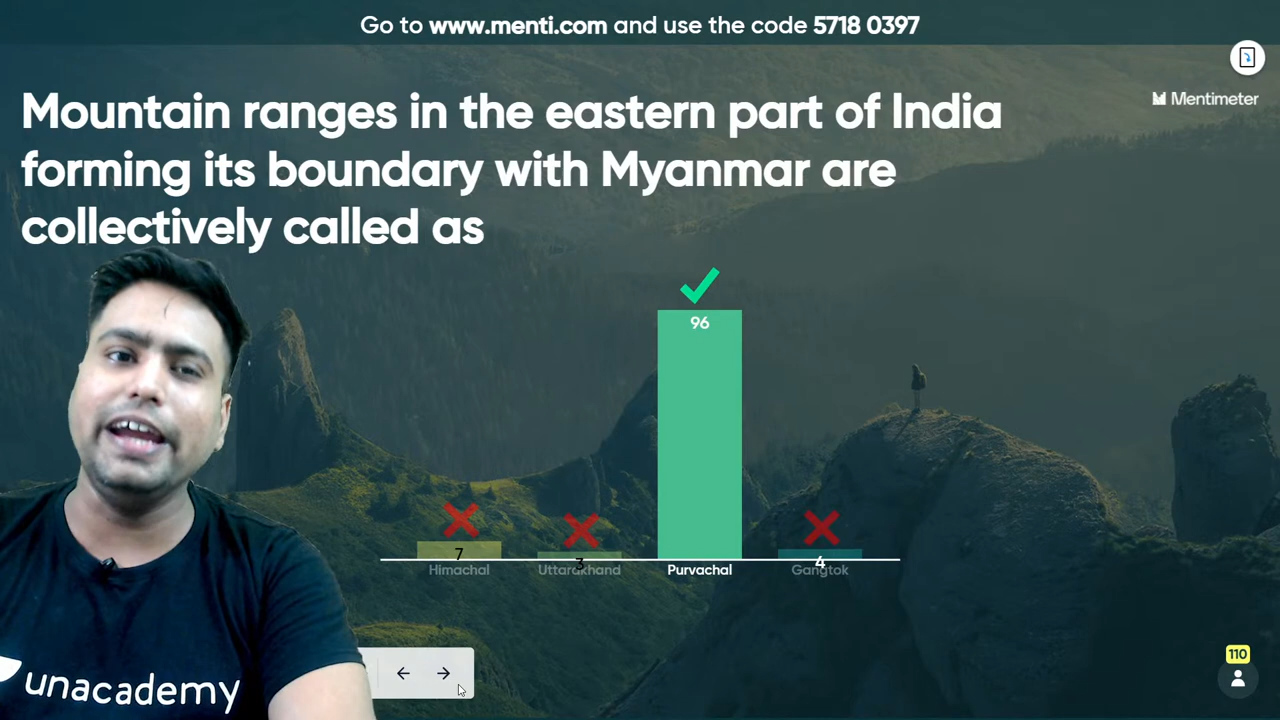 Go to www.menti.com and use the code 5718 0397
Mentimeter
Mountain ranges in the eastern part of India
forming its boundary with Myanmar are
collectively called as
96
7
3
4
Himachal
Uttarakhand
Purvachal
Gangtok
110
unacademy